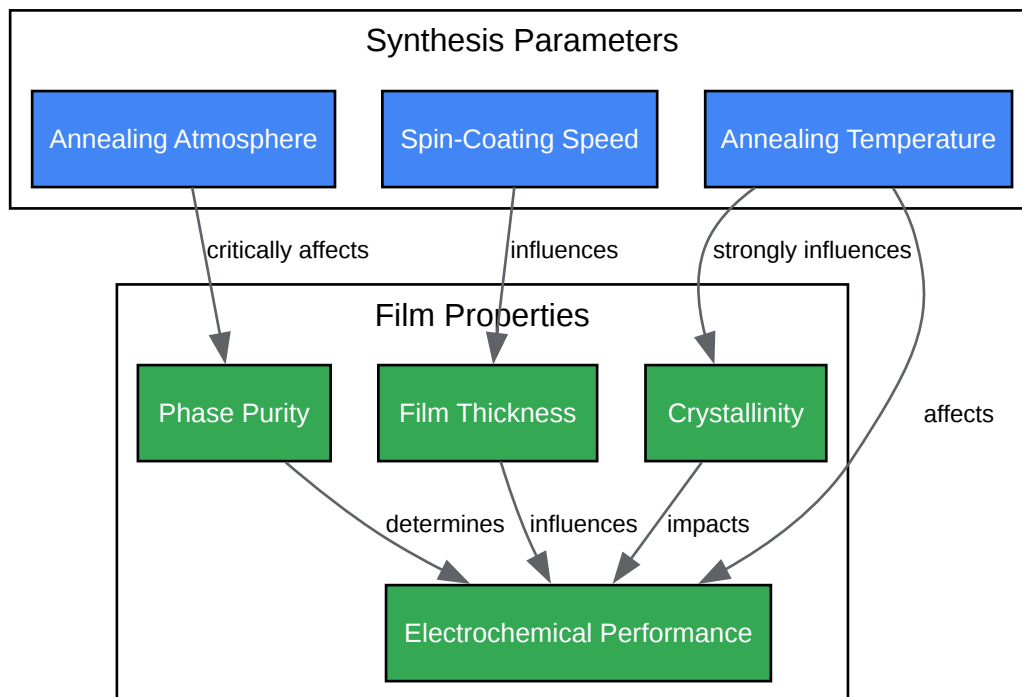 Synthesis Parameters
Annealing Atmosphere
Spin-Coating Speed
Annealing Temperature
critically affects
influences
strongly influences
Film Properties
Phase Purity
Film Thickness
Crystallinity
affects
determines
influences
impacts
Electrochemical Performance